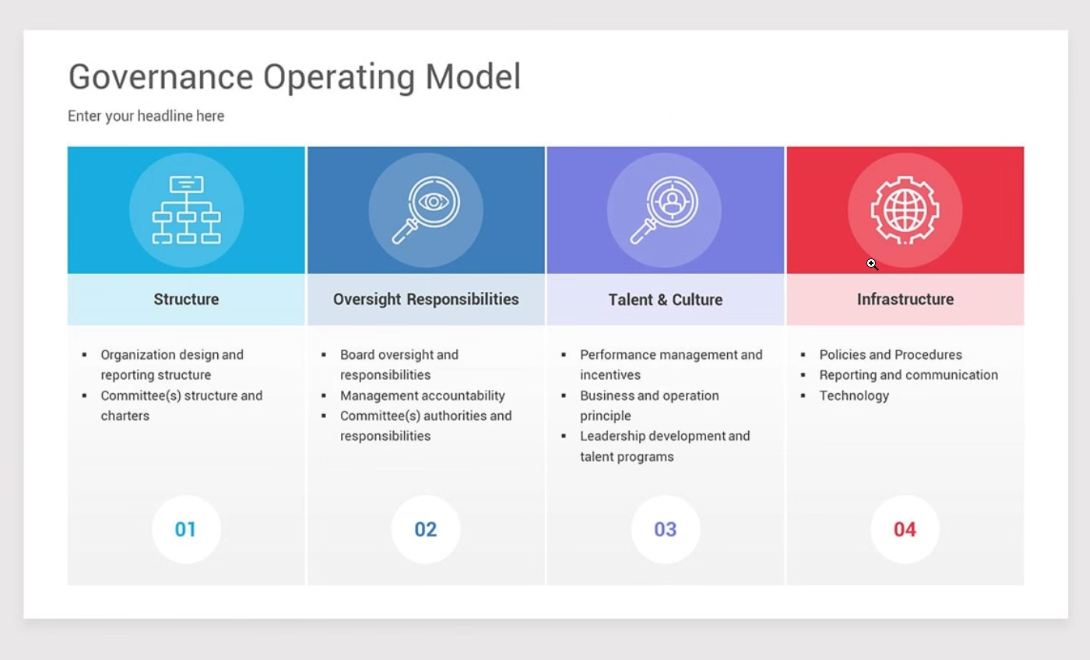 Governance Operating Model
Enter your headline here
Structure
Organization design and
reporting structure
Committee(s) structure and
charters
01
Oversight Responsibilities
Board oversight and
responsibilities
Management accountability
Committee(s) authorities and
responsibilities
02
Talent & Culture
Performance management and
incentives
Business and operation
principle
Leadership development and
talent programs
03
Infrastructure
Policies and Procedures
Reporting and communication
Technology
04